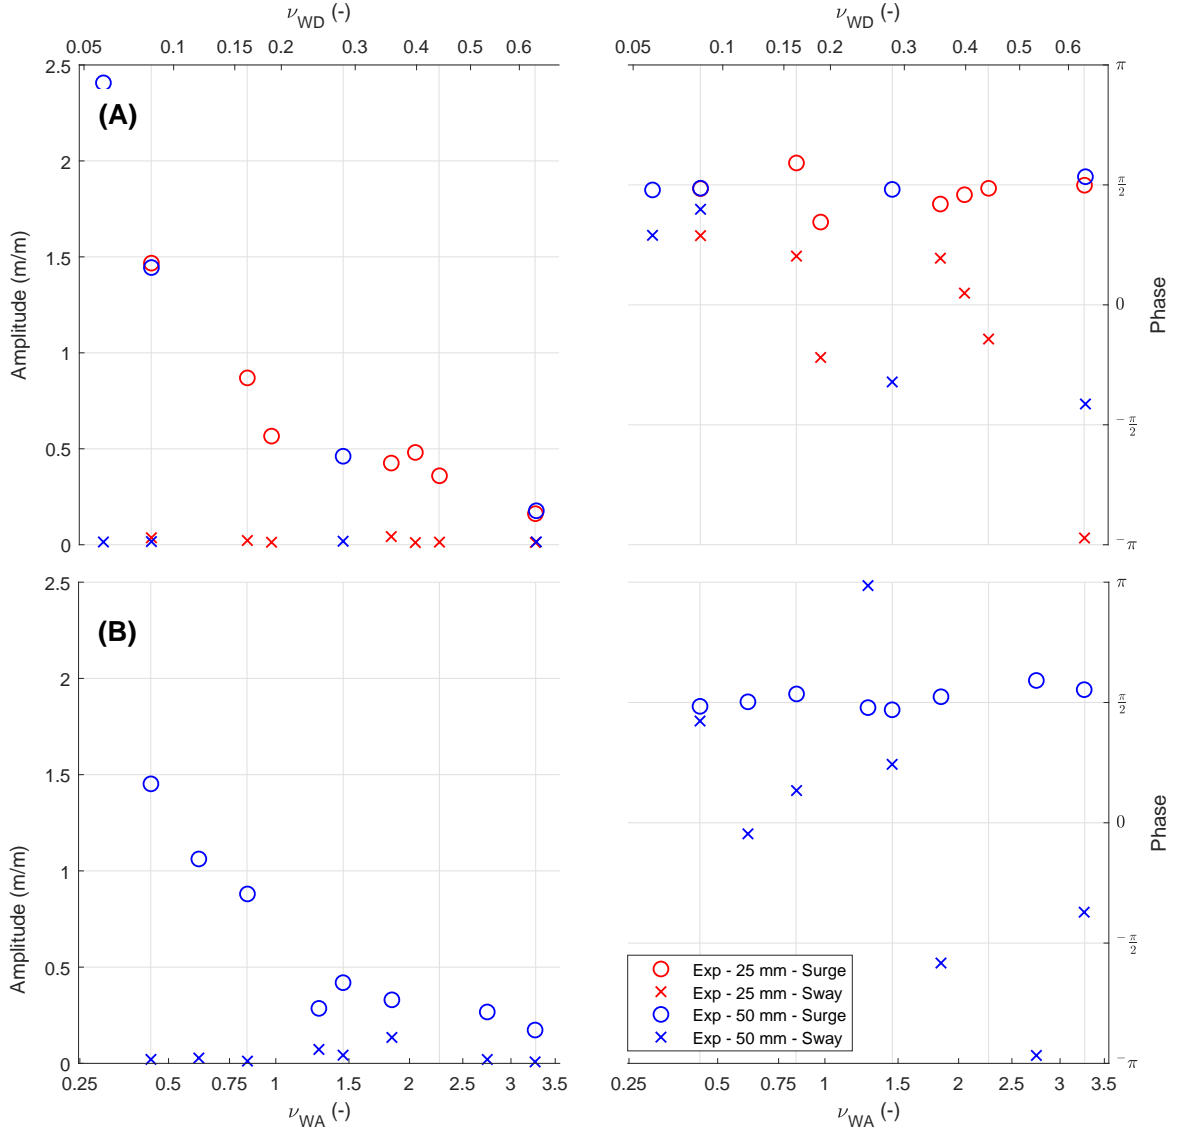 ν_WD (-)
ν_WD (-)
0.05 0.1 0.15 0.2 0.3 0.4 0.5 0.6
0.05 0.1 0.15 0.2 0.3 0.4 0.5 0.6
2.5
2
1.5
1
0.5
0
Amplitude (m/m)
(A)
π
π/2
0
-π/2
-π
Phase
2.5
2
1.5
1
0.5
0
Amplitude (m/m)
(B)
π
π/2
0
-π/2
-π
Phase
Exp - 25 mm - Surge
Exp - 25 mm - Sway
Exp - 50 mm - Surge
Exp - 50 mm - Sway
0.25 0.5 0.75 1 1.5 2 2.5 3 3.5
0.25 0.5 0.75 1 1.5 2 2.5 3 3.5
ν_WA (-)
ν_WA (-)